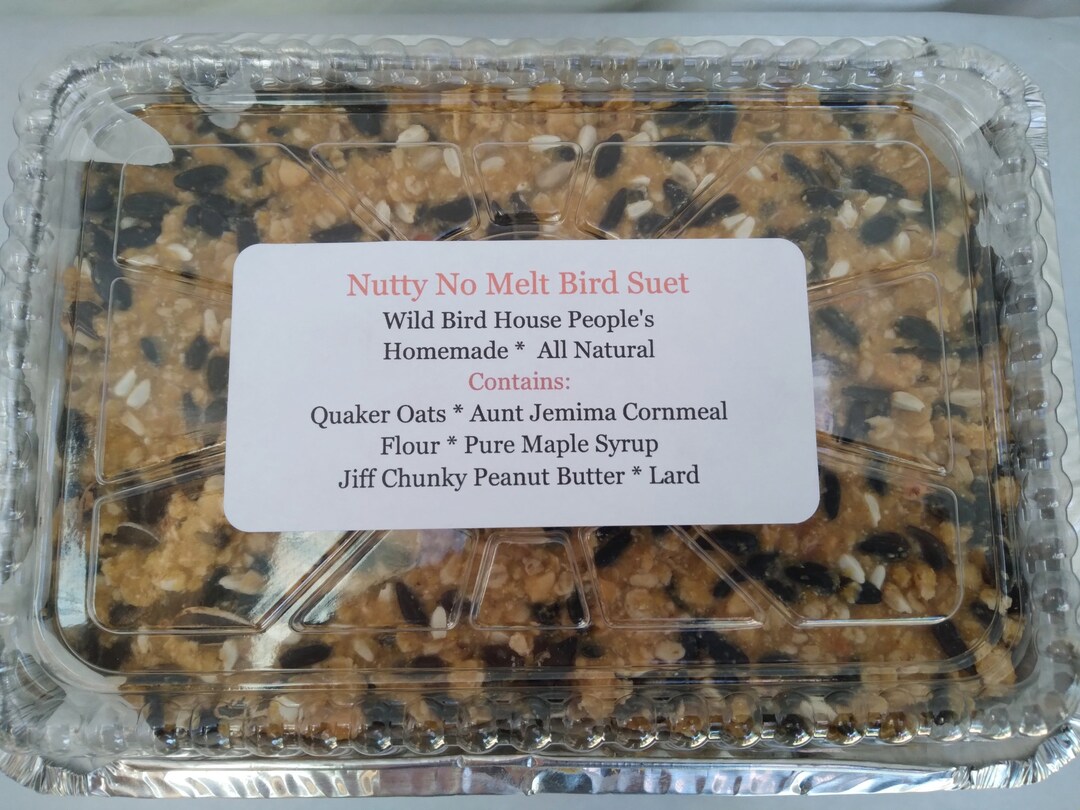 Nutty No Melt Bird Suet
Wild Bird House People's
Homemade * All Natural
Contains:
Quaker Oats * Aunt Jemima Cornmeal
Flour * Pure Maple Syrup
Jiff Chunky Peanut Butter * Lard